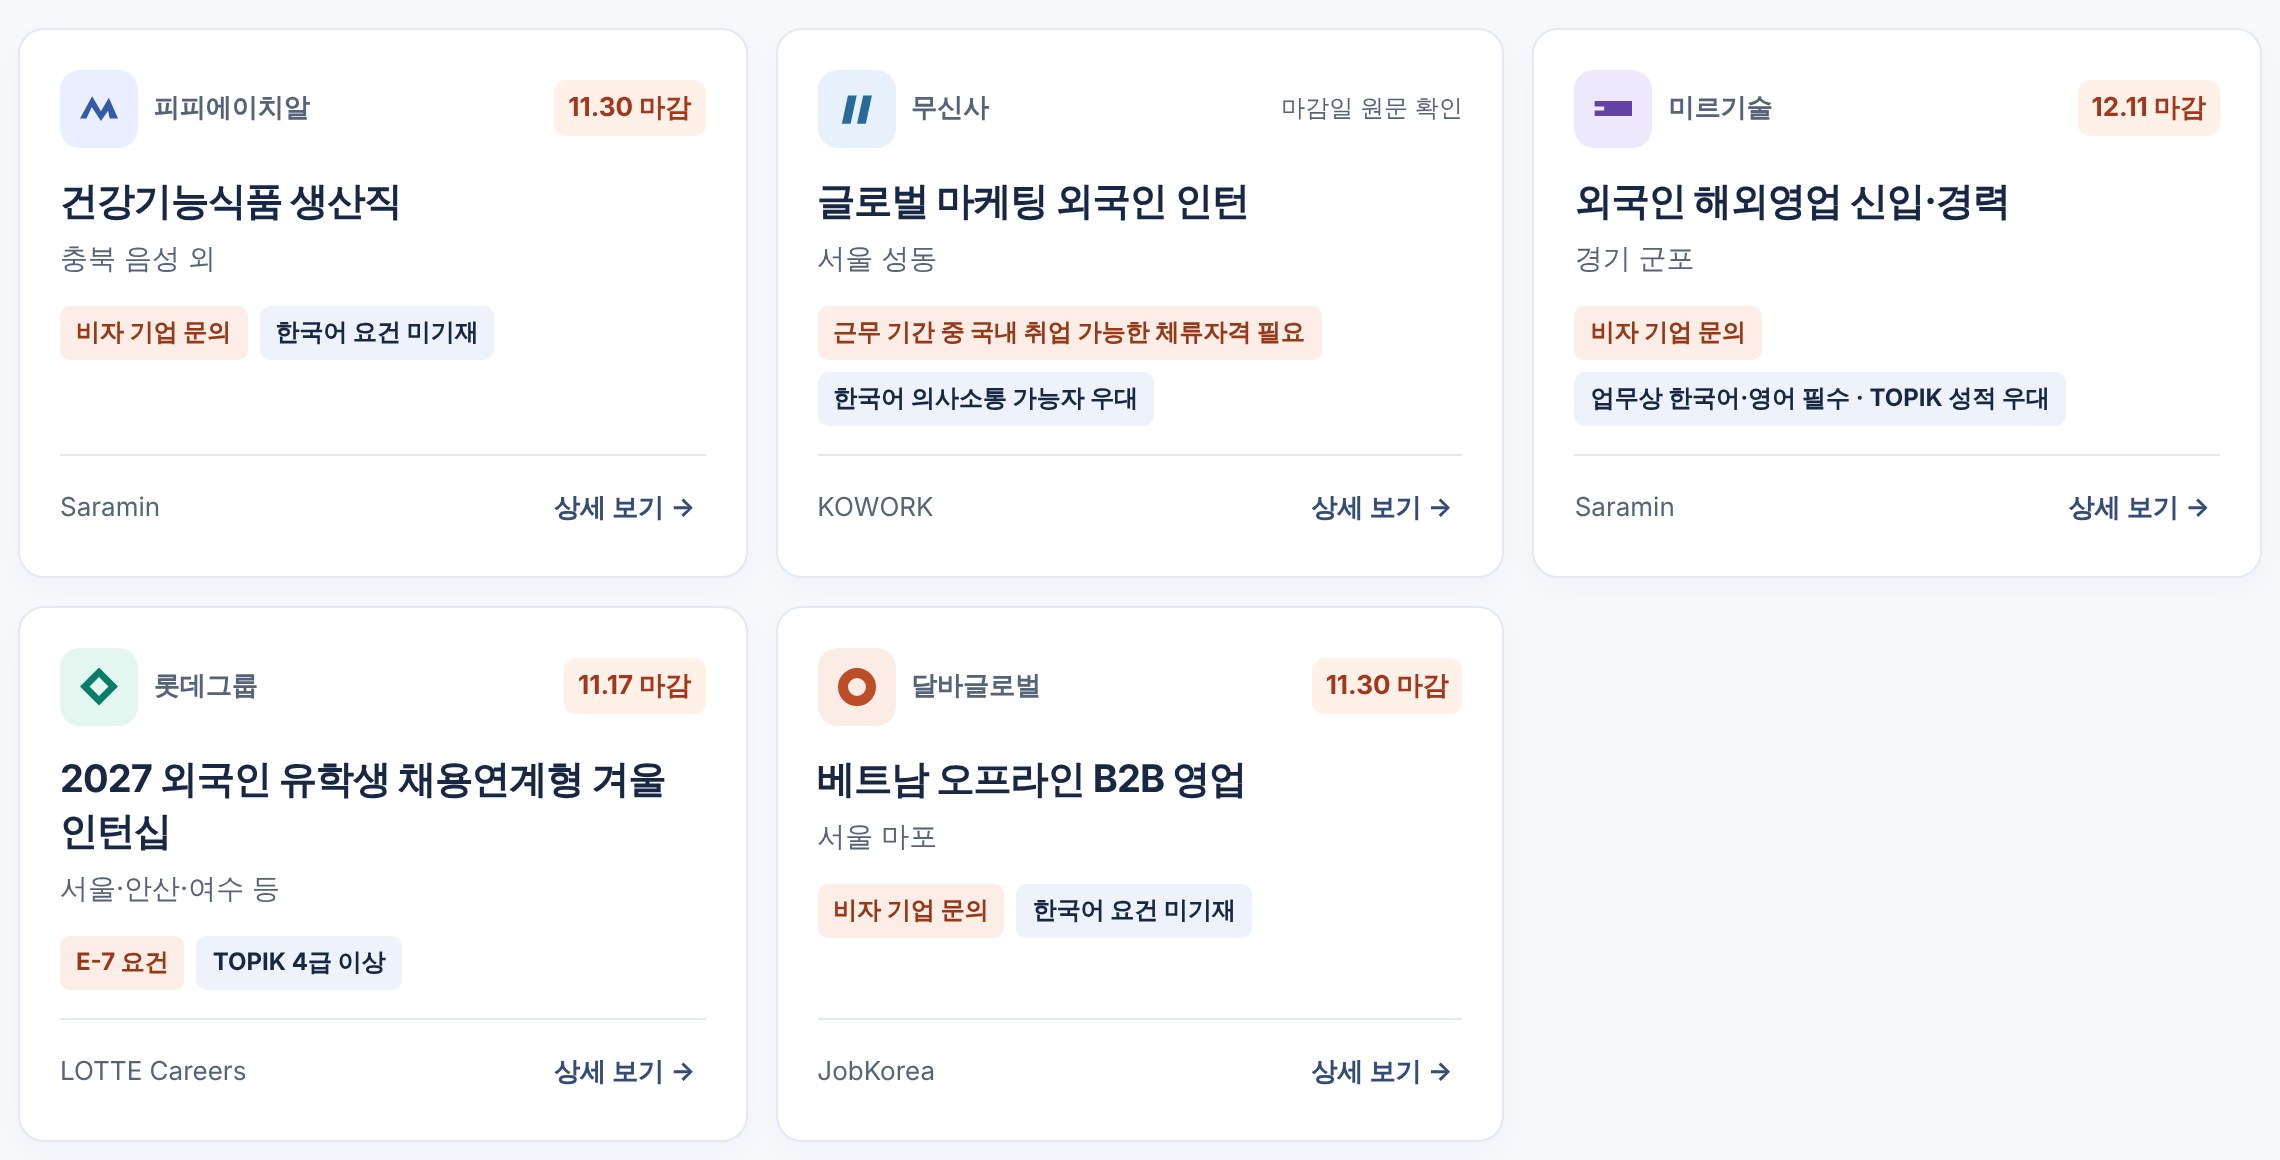 피피에이치알
11.30 마감
건강기능식품 생산직
충북 음성 외
비자 기업 문의
한국어 요건 미기재
Saramin
상세 보기 →
무신사
마감일 원문 확인
글로벌 마케팅 외국인 인턴
서울 성동
근무 기간 중 국내 취업 가능한 체류자격 필요
한국어 의사소통 가능자 우대
KOWORK
상세 보기 →
미르기술
12.11 마감
외국인 해외영업 신입·경력
경기 군포
비자 기업 문의
업무상 한국어·영어 필수 · TOPIK 성적 우대
Saramin
상세 보기 →
롯데그룹
11.17 마감
2027 외국인 유학생 채용연계형 겨울
인턴십
서울·안산·여수 등
E-7 요건
TOPIK 4급 이상
LOTTE Careers
상세 보기 →
달바글로벌
11.30 마감
베트남 오프라인 B2B 영업
서울 마포
비자 기업 문의
한국어 요건 미기재
JobKorea
상세 보기 →